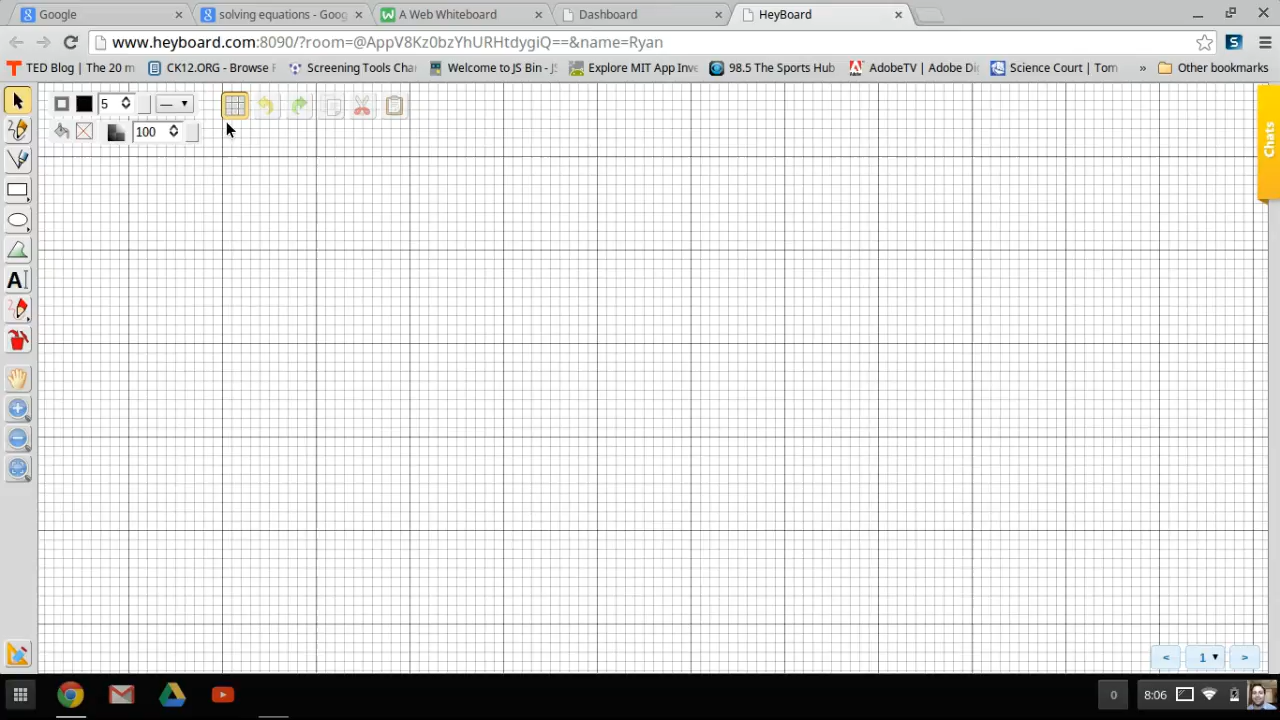 Google
solving equations - Goog
A Web Whiteboard
Dashboard
HeyBoard
www.heyboard.com:8090/?room=@AppV8Kz0bzYhURHtdygiQ==&name=Ryan
TED Blog | The 20 m
CK12.ORG - Browse F
Screening Tools Cha
Welcome to JS Bin - JS
Explore MIT App Inve
98.5 The Sports Hub
AdobeTV | Adobe Di
Science Court | Tom
»
Other bookmarks
5
100
A
Chats
< 1 >
0
8:06